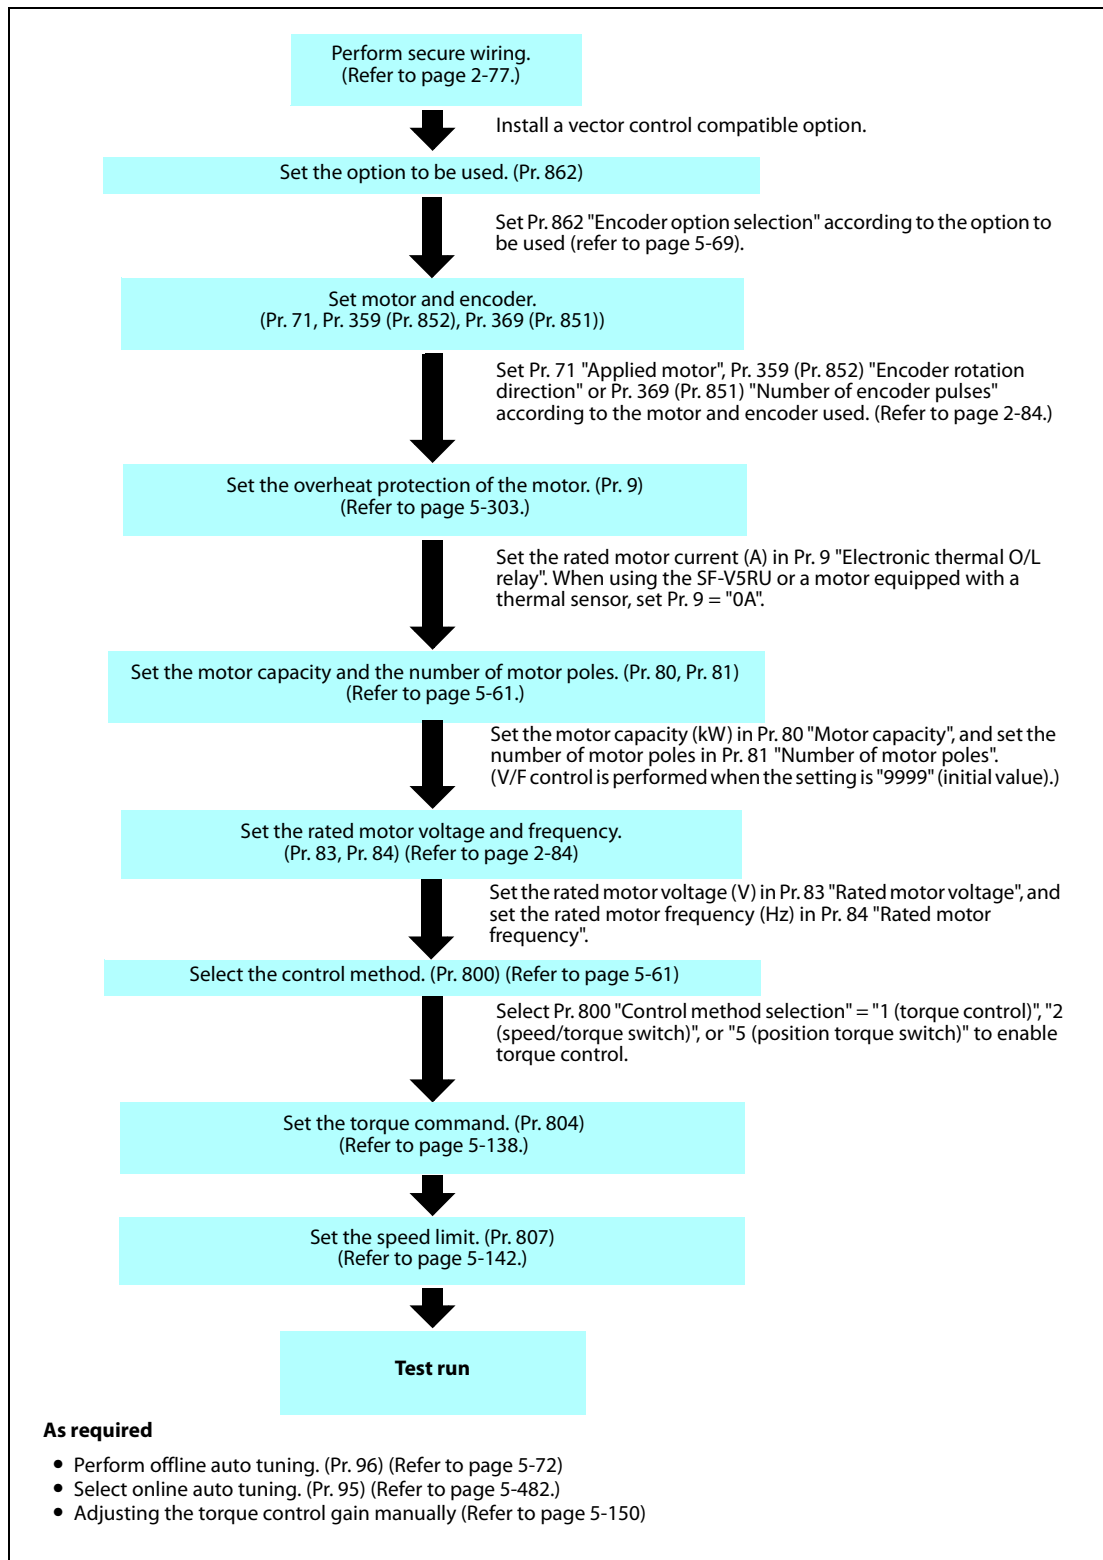 Perform secure wiring.
(Refer to page 2-77.)
Install a vector control compatible option.
Set the option to be used. (Pr. 862)
Set Pr. 862 "Encoder option selection" according to the option to
be used (refer to page 5-69).
Set motor and encoder.
(Pr. 71, Pr. 359 (Pr. 852), Pr. 369 (Pr. 851))
Set Pr. 71 "Applied motor", Pr. 359 (Pr. 852) "Encoder rotation
direction" or Pr. 369 (Pr. 851) "Number of encoder pulses"
according to the motor and encoder used. (Refer to page 2-84.)
Set the overheat protection of the motor. (Pr. 9)
(Refer to page 5-303.)
Set the rated motor current (A) in Pr. 9 "Electronic thermal O/L
relay". When using the SF-V5RU or a motor equipped with a
thermal sensor, set Pr. 9 = "0A".
Set the motor capacity and the number of motor poles. (Pr. 80, Pr. 81)
(Refer to page 5-61.)
Set the motor capacity (kW) in Pr. 80 "Motor capacity", and set the
number of motor poles in Pr. 81 "Number of motor poles".
(V/F control is performed when the setting is "9999" (initial value).)
Set the rated motor voltage and frequency.
(Pr. 83, Pr. 84) (Refer to page 2-84)
Set the rated motor voltage (V) in Pr. 83 "Rated motor voltage", and
set the rated motor frequency (Hz) in Pr. 84 "Rated motor
frequency".
Select the control method. (Pr. 800) (Refer to page 5-61)
Select Pr. 800 "Control method selection" = "1 (torque control)", "2
(speed/torque switch)", or "5 (position torque switch)" to enable
torque control.
Set the torque command. (Pr. 804)
(Refer to page 5-138.)
Set the speed limit. (Pr. 807)
(Refer to page 5-142.)
Test run
As required
● Perform offline auto tuning. (Pr. 96) (Refer to page 5-72)
● Select online auto tuning. (Pr. 95) (Refer to page 5-482.)
● Adjusting the torque control gain manually (Refer to page 5-150)